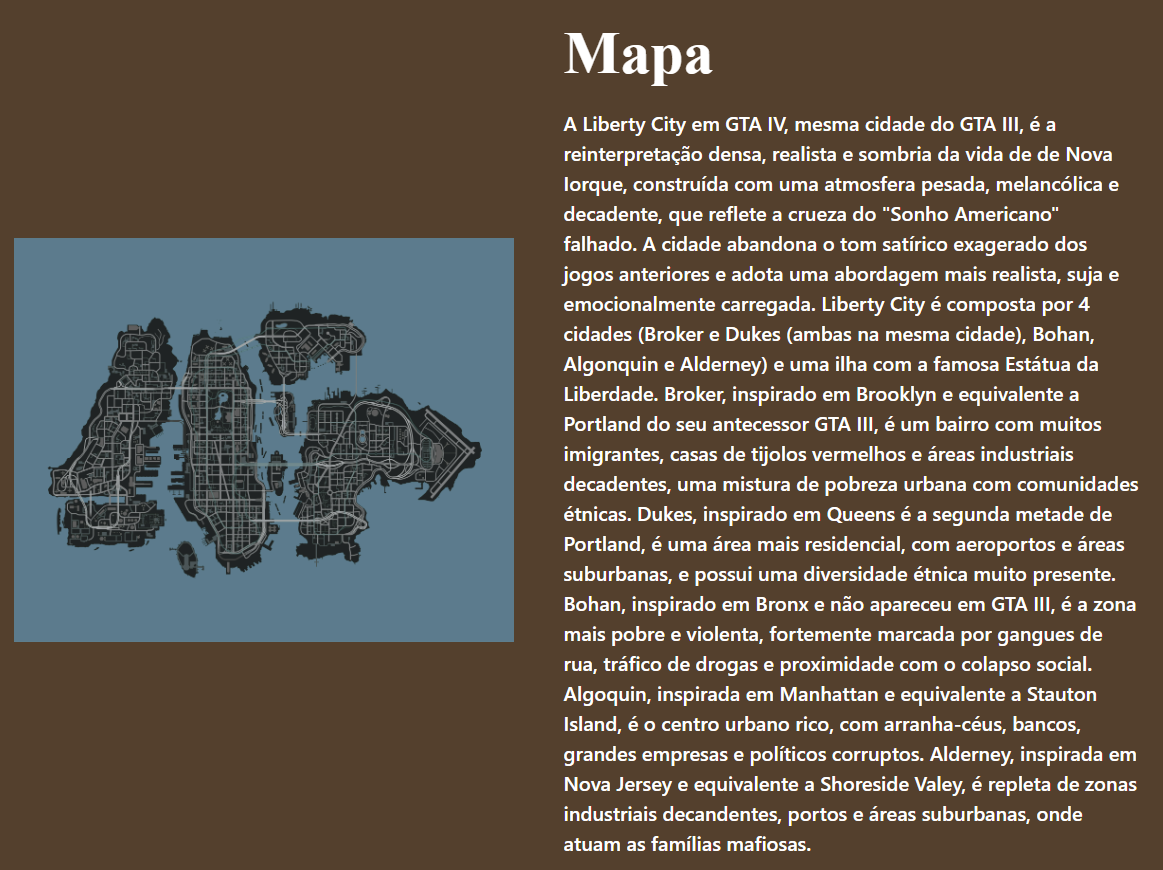 Mapa
A Liberty City em GTA IV, mesma cidade do GTA III, é a
reinterpretação densa, realista e sombria da vida de de Nova
Iorque, construída com uma atmosfera pesada, melancólica e
decadente, que reflete a crueza do "Sonho Americano"
falhado. A cidade abandona o tom satírico exagerado dos
jogos anteriores e adota uma abordagem mais realista, suja e
emocionalmente carregada. Liberty City é composta por 4
cidades (Broker e Dukes (ambas na mesma cidade), Bohan,
Algonquin e Alderney) e uma ilha com a famosa Estátua da
Liberdade. Broker, inspirado em Brooklyn e equivalente a
Portland do seu antecessor GTA III, é um bairro com muitos
imigrantes, casas de tijolos vermelhos e áreas industriais
decadentes, uma mistura de pobreza urbana com comunidades
étnicas. Dukes, inspirado em Queens é a segunda metade de
Portland, é uma área mais residencial, com aeroportos e áreas
suburbanas, e possui uma diversidade étnica muito presente.
Bohan, inspirado em Bronx e não apareceu em GTA III, é a zona
mais pobre e violenta, fortemente marcada por gangues de
rua, tráfico de drogas e proximidade com o colapso social.
Algoquin, inspirada em Manhattan e equivalente a Stauton
Island, é o centro urbano rico, com arranha-céus, bancos,
grandes empresas e políticos corruptos. Alderney, inspirada em
Nova Jersey e equivalente a Shoreside Valey, é repleta de zonas
industriais decandentes, portos e áreas suburbanas, onde
atuam as famílias mafiosas.